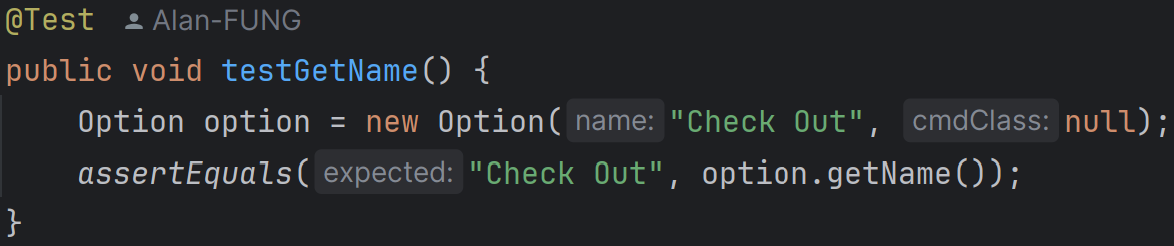 @Test Alan-FUNG
public void testGetName() {
    Option option = new Option( name: "Check Out", cmdClass: null);
    assertEquals( expected: "Check Out", option.getName());
}